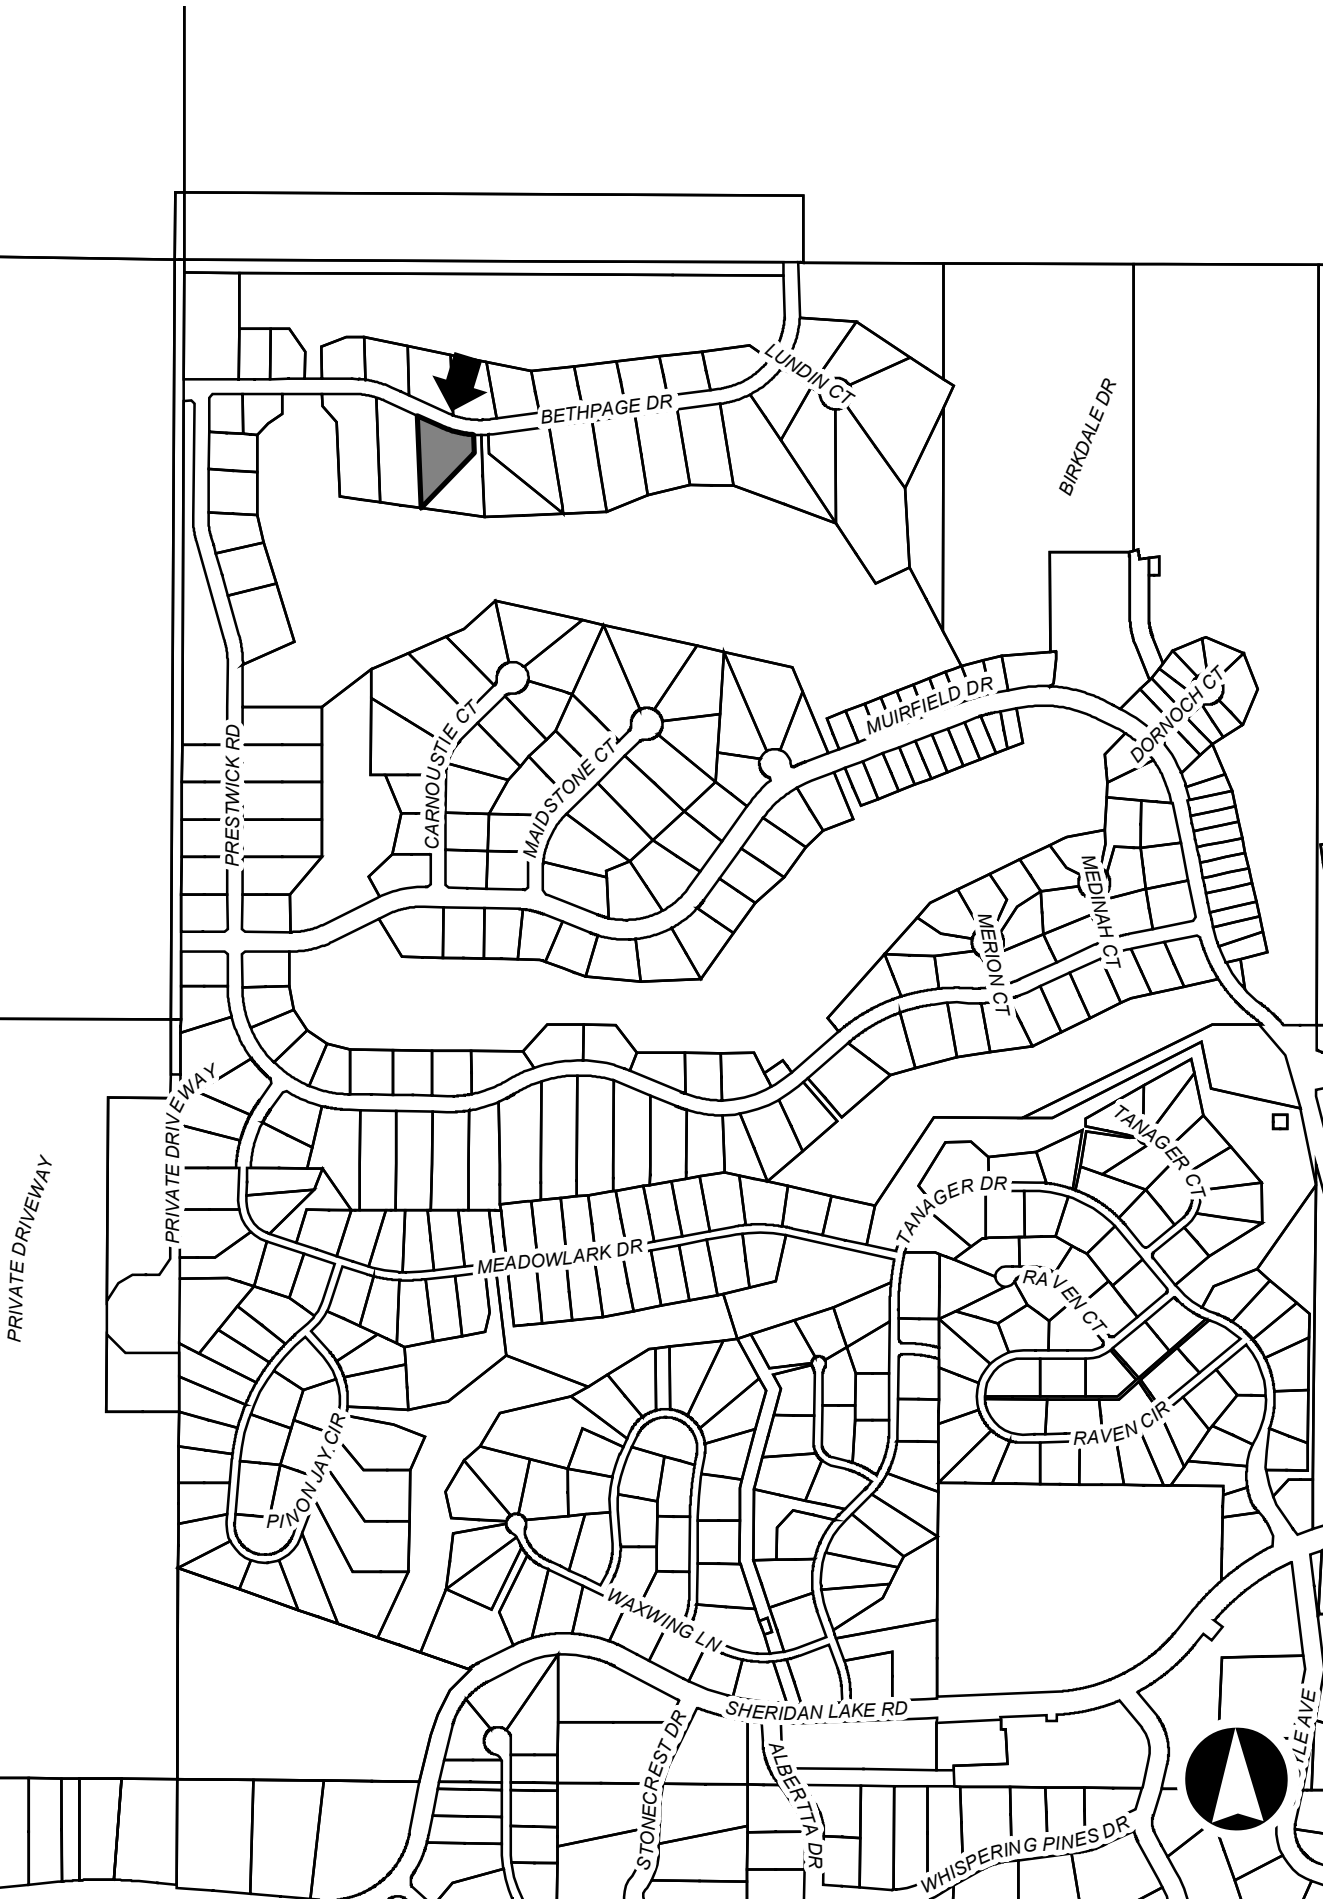 LUNDIN CT
BETHPAGE DR
BIRKDALE DR
MUIRFIELD DR
DORNOCH CT
CARNOUSTIE CT
PRESTWICK RD
MAIDSTONE CT
MEDINAH CT
MERION CT
PRIVATE DRIVEWAY
TANAGER CT
PRIVATE DRIVEWAY
TANAGER DR
MEADOWLARK DR
RAVEN CT
RAVEN CIR
PINON JAY CIR
WAXWING LN
SHERIDAN LAKE RD
STONECREST DR
ALBERTTA DR
AVE
WHISPERING PINES DR